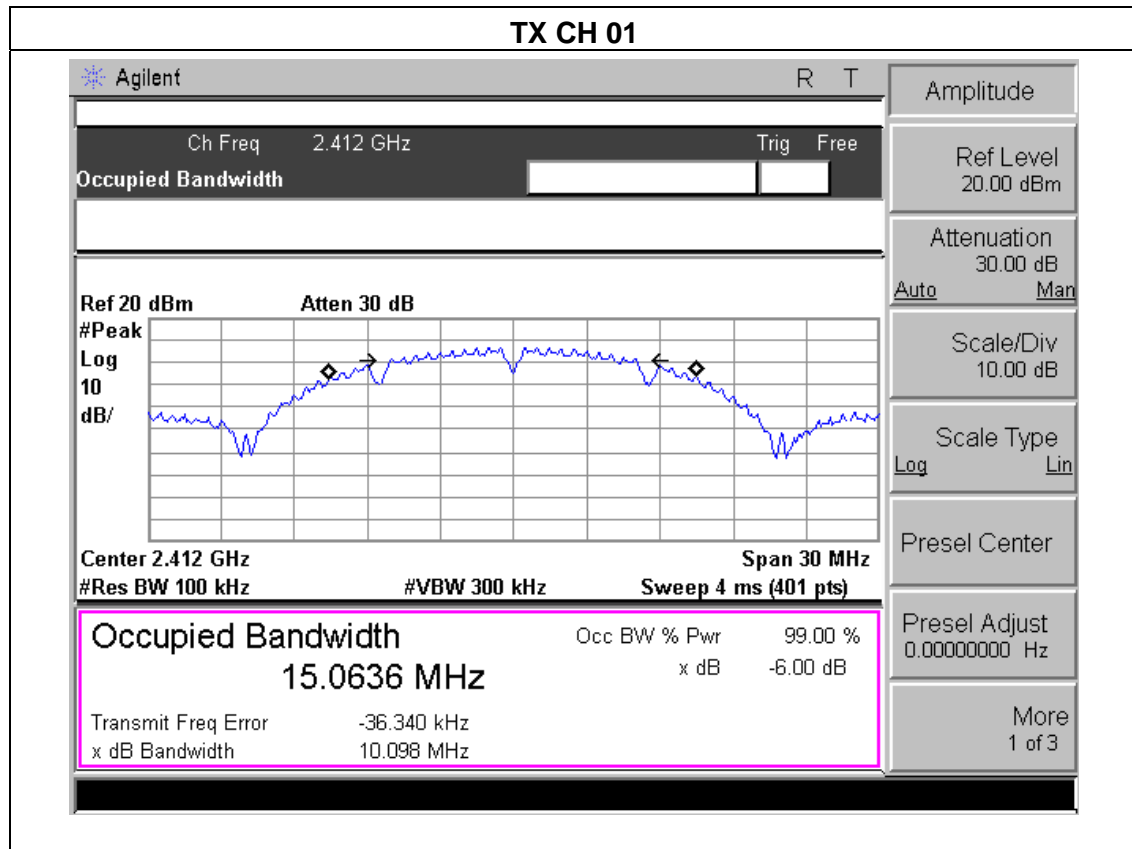 TX CH 01
Agilent R T
Ch Freq 2.412 GHz Trig Free
Occupied Bandwidth
Ref 20 dBm Atten 30 dB
#Peak
Log
10
dB/
Center 2.412 GHz Span 30 MHz
#Res BW 100 kHz #VBW 300 kHz Sweep 4 ms (401 pts)
Occupied Bandwidth Occ BW % Pwr 99.00 %
15.0636 MHz x dB -6.00 dB
Transmit Freq Error -36.340 kHz
x dB Bandwidth 10.098 MHz
Amplitude
Ref Level
20.00 dBm
Attenuation
30.00 dB
Auto Man
Scale/Div
10.00 dB
Scale Type
Log Lin
Presel Center
Presel Adjust
0.00000000 Hz
More
1 of 3